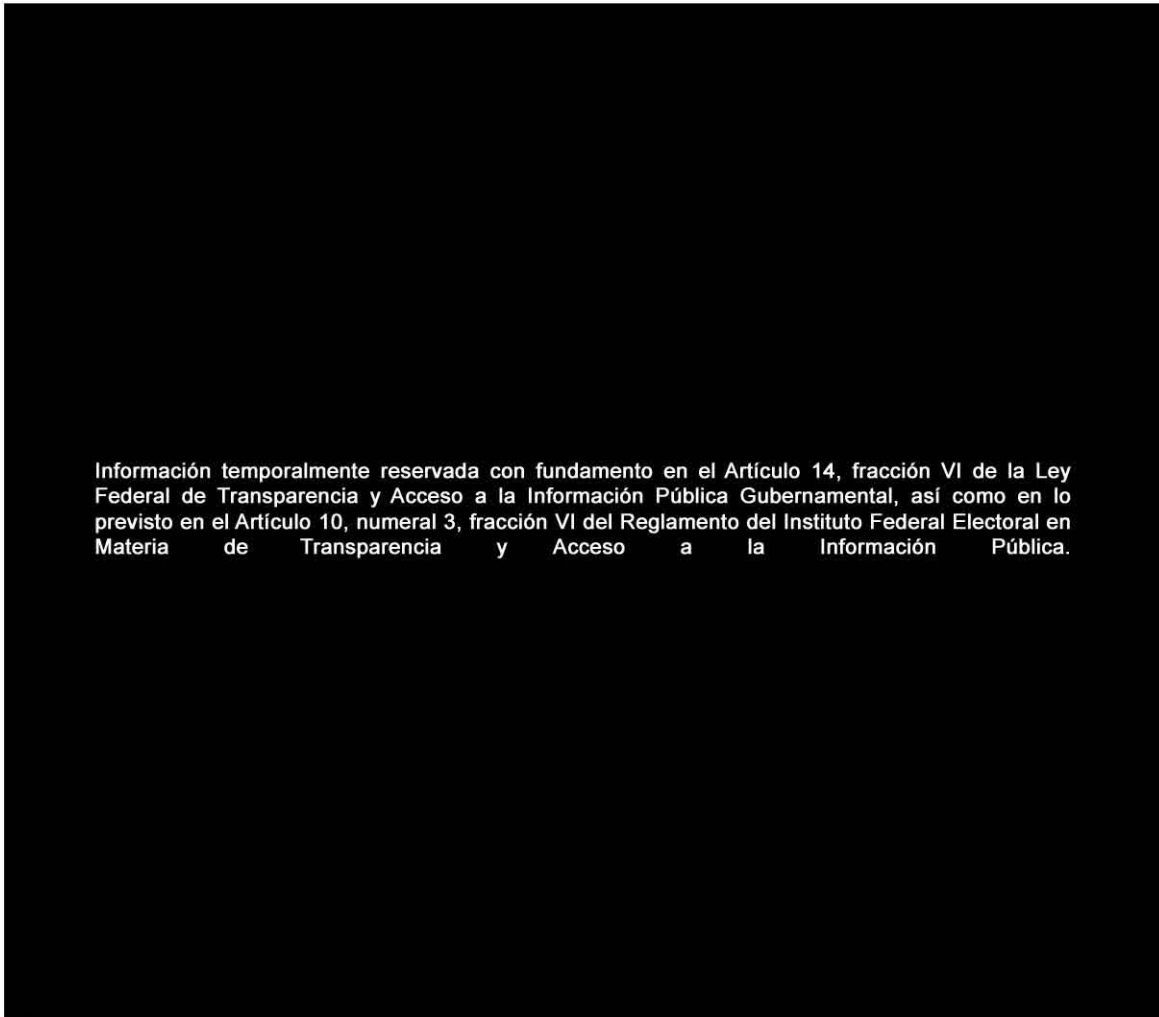 Información temporalmente reservada con fundamento en el Artículo 14, fracción VI de la Ley
Federal de Transparencia y Acceso a la Información Pública Gubernamental, así como en lo
previsto en el Artículo 10, numeral 3, fracción VI del Reglamento del Instituto Federal Electoral en
Materia de Transparencia y Acceso a la Información Pública.